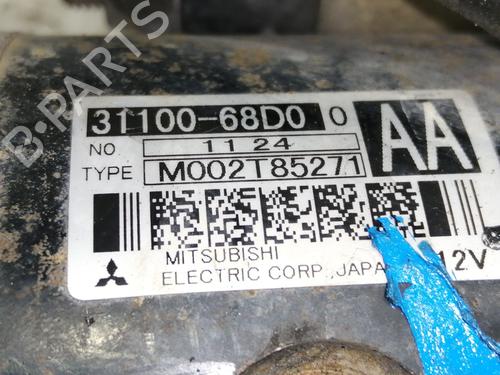 B-PARTS
31100-68D0 0
AA
NO 11 24
TYPE M002T85271
MITSUBISHI
ELECTRIC CORP. JAPA 12V